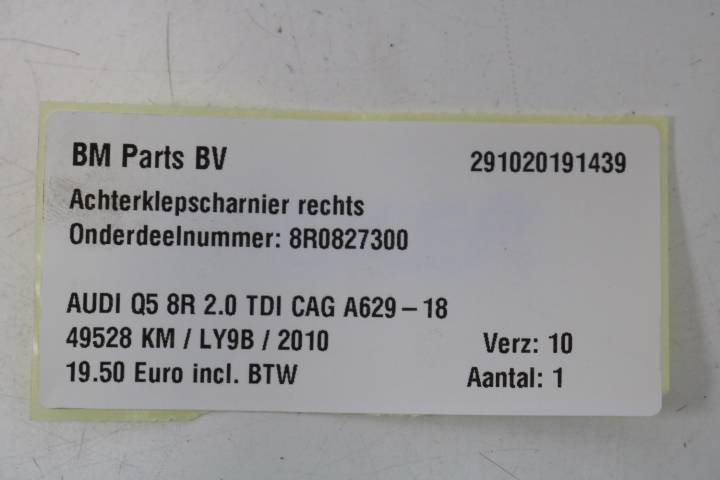 BM Parts BV 291020191439
Achterklepscharnier rechts
Onderdeelnummer: 8R0827300
AUDI Q5 8R 2.0 TDI CAG A629-18
49528 KM / LY9B / 2010 Verz: 10
19.50 Euro incl. BTW Aantal: 1